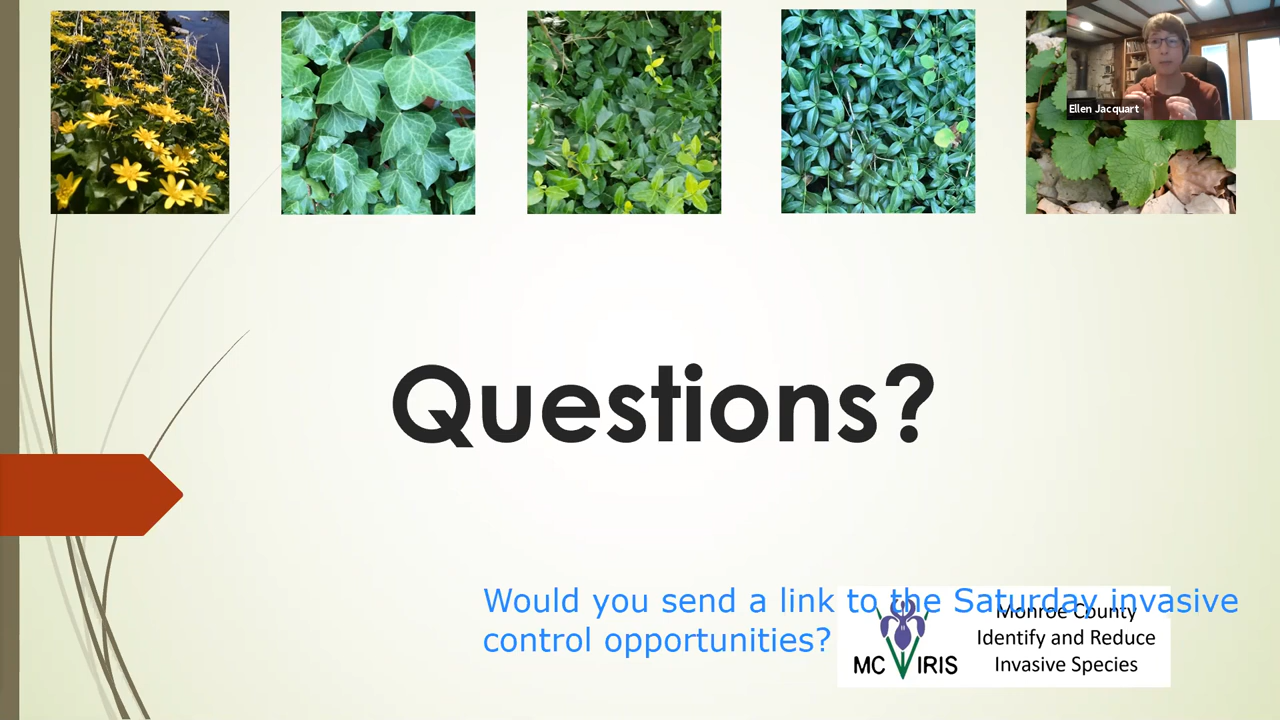 Ellen Jacquart
Questions?
Would you send a link to the Saturday invasive
control opportunities?
MC IRIS
Monroe County
Identify and Reduce
Invasive Species